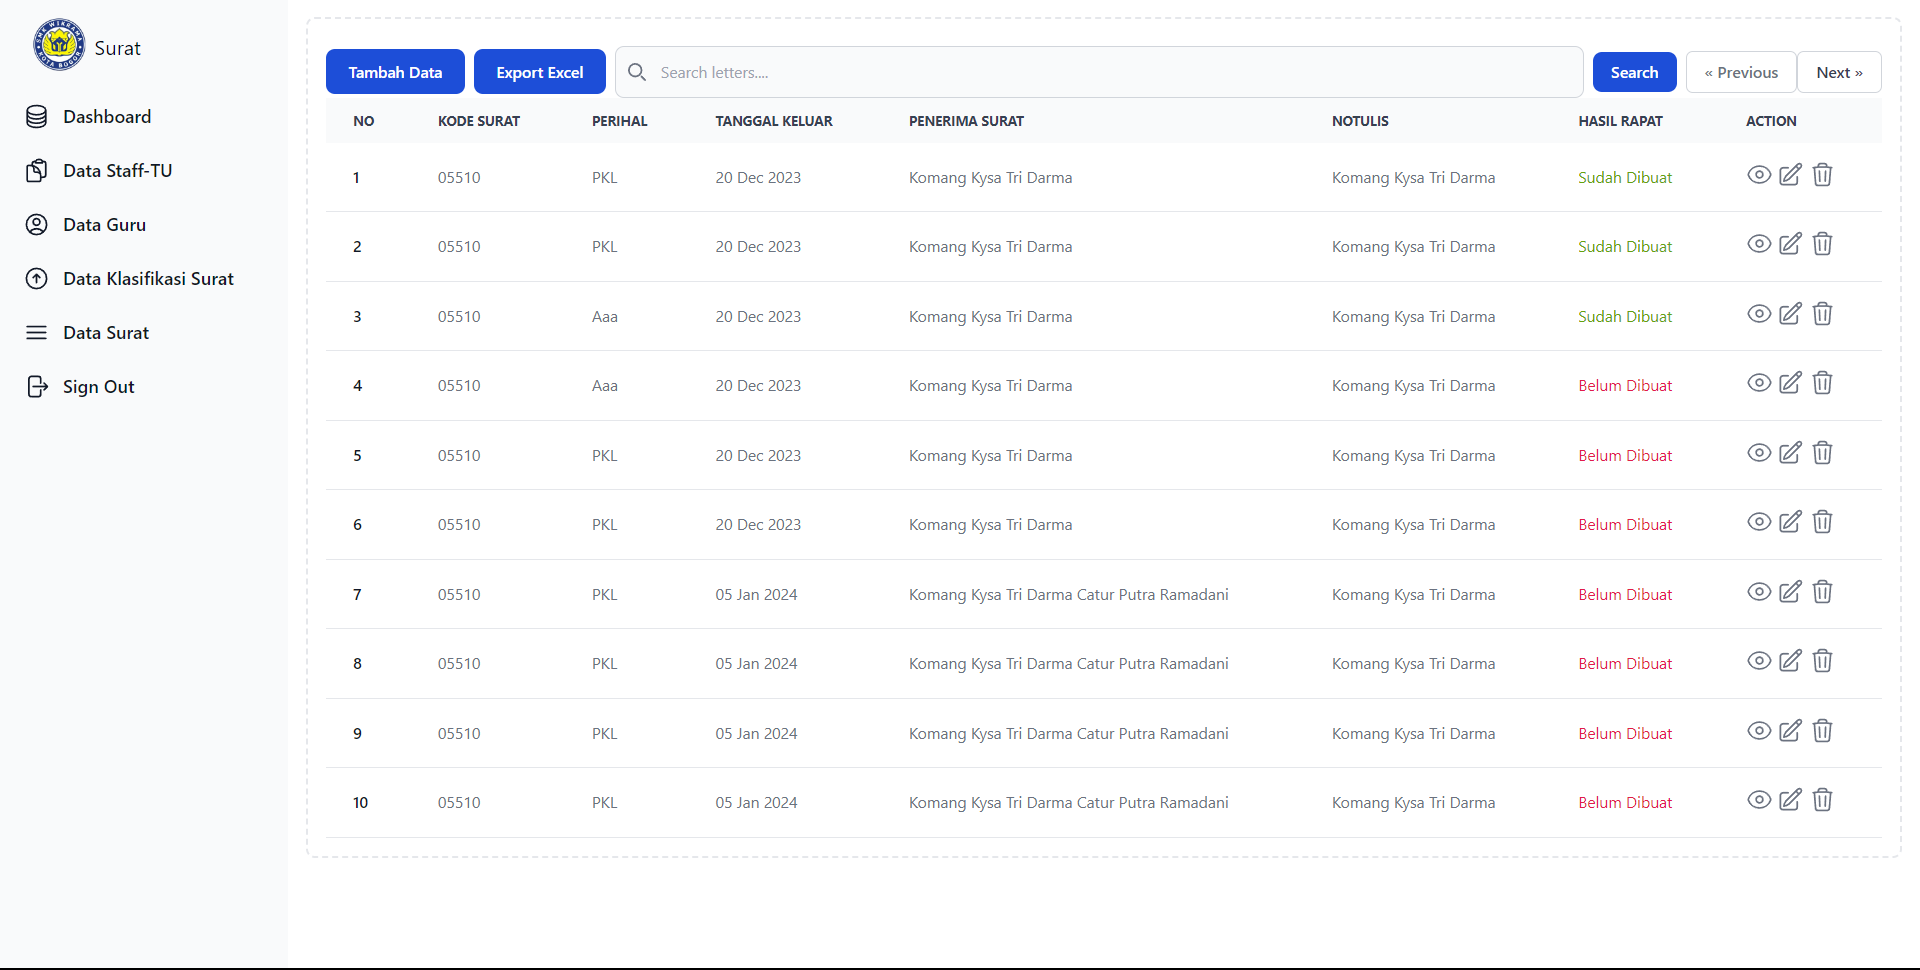 SMK WIKRAMA
KOTA BOGOR
Surat
Dashboard
Data Staff-TU
Data Guru
Data Klasifikasi Surat
Data Surat
Sign Out
Tambah Data Export Excel Search letters.... Search « Previous Next »
NO KODE SURAT PERIHAL TANGGAL KELUAR PENERIMA SURAT NOTULIS HASIL RAPAT ACTION
1 05510 PKL 20 Dec 2023 Komang Kysa Tri Darma Komang Kysa Tri Darma Sudah Dibuat
2 05510 PKL 20 Dec 2023 Komang Kysa Tri Darma Komang Kysa Tri Darma Sudah Dibuat
3 05510 Aaa 20 Dec 2023 Komang Kysa Tri Darma Komang Kysa Tri Darma Sudah Dibuat
4 05510 Aaa 20 Dec 2023 Komang Kysa Tri Darma Komang Kysa Tri Darma Belum Dibuat
5 05510 PKL 20 Dec 2023 Komang Kysa Tri Darma Komang Kysa Tri Darma Belum Dibuat
6 05510 PKL 20 Dec 2023 Komang Kysa Tri Darma Komang Kysa Tri Darma Belum Dibuat
7 05510 PKL 05 Jan 2024 Komang Kysa Tri Darma Catur Putra Ramadani Komang Kysa Tri Darma Belum Dibuat
8 05510 PKL 05 Jan 2024 Komang Kysa Tri Darma Catur Putra Ramadani Komang Kysa Tri Darma Belum Dibuat
9 05510 PKL 05 Jan 2024 Komang Kysa Tri Darma Catur Putra Ramadani Komang Kysa Tri Darma Belum Dibuat
10 05510 PKL 05 Jan 2024 Komang Kysa Tri Darma Catur Putra Ramadani Komang Kysa Tri Darma Belum Dibuat